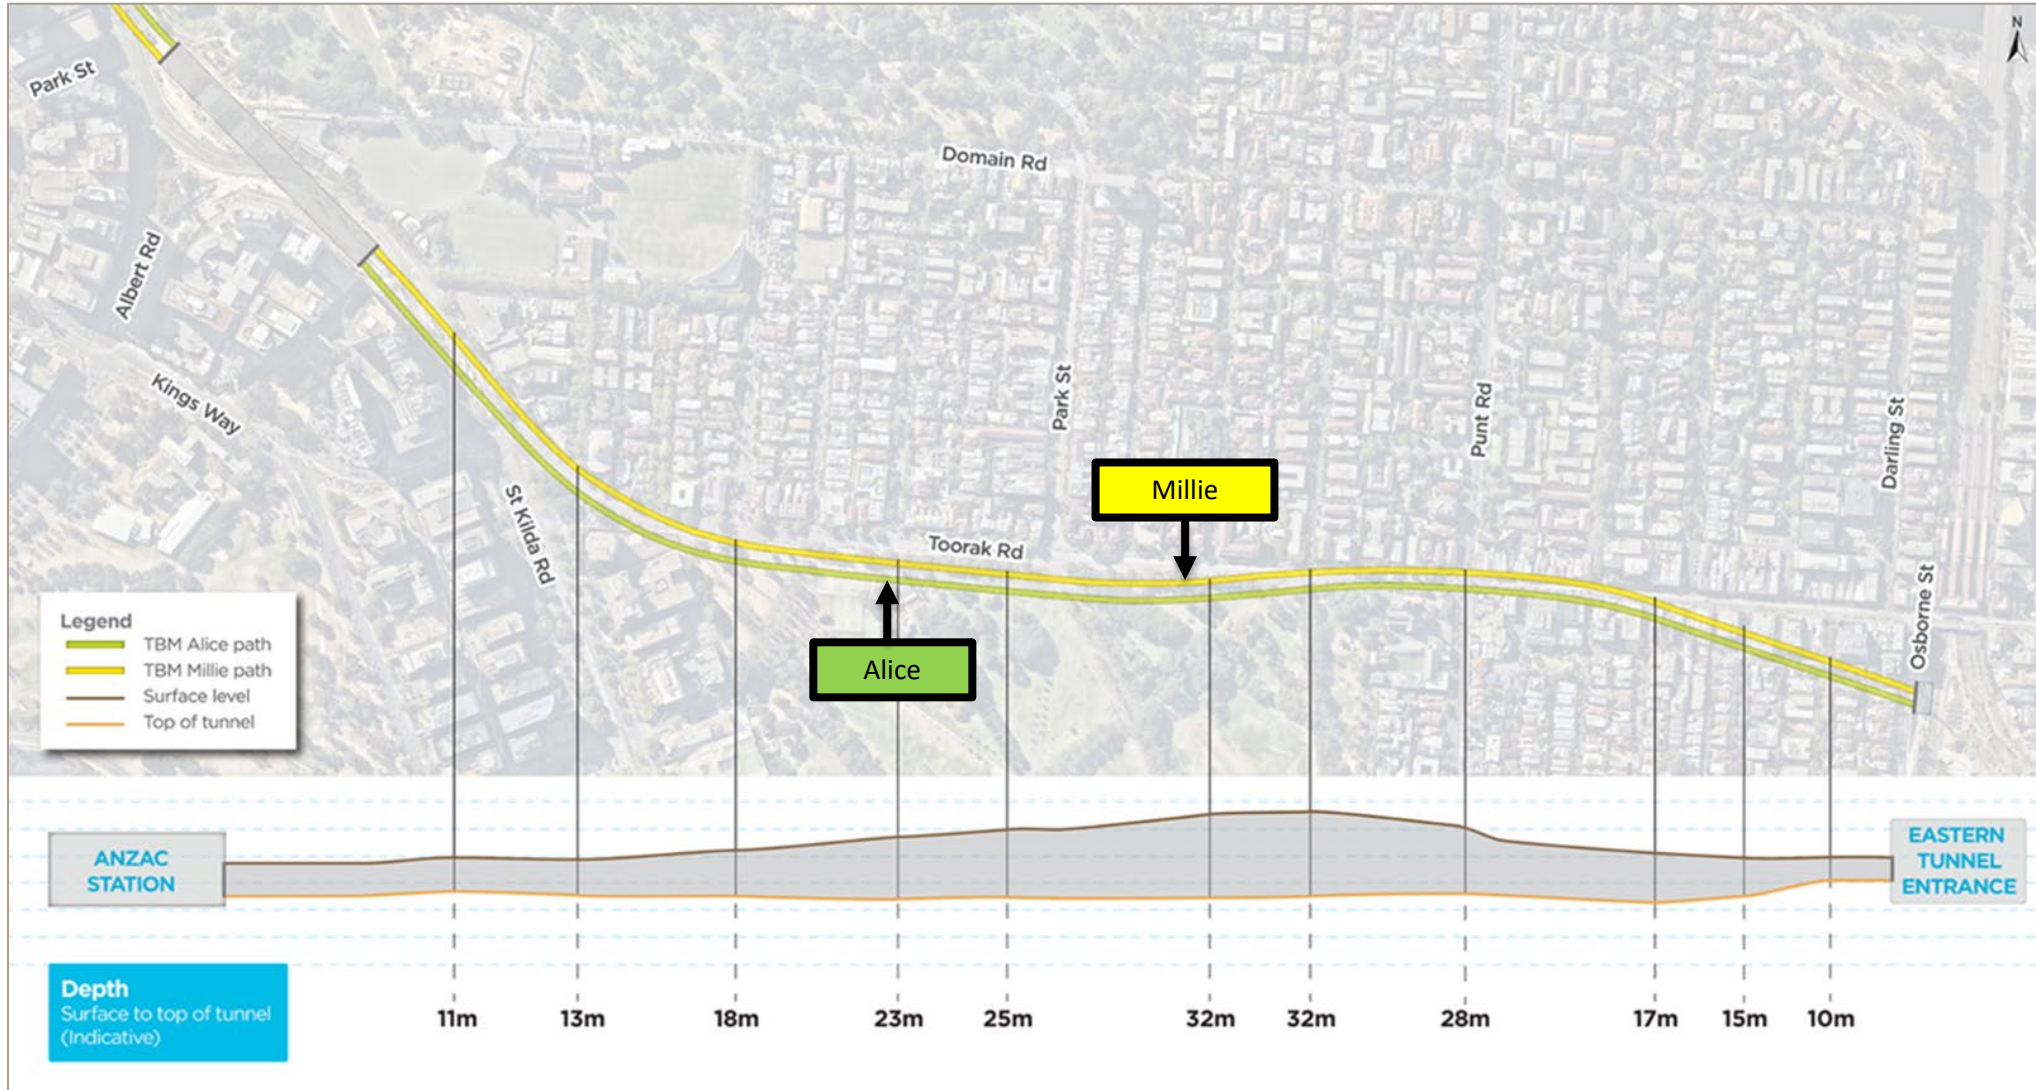 N
Park St
Domain Rd
Albert Rd
Kings Way
Park St
Punt Rd
Darling St
Millie
St Kilda Rd
Toorak Rd
Osborne St
Alice
Legend
TBM Alice path
TBM Millie path
Surface level
Top of tunnel
ANZAC
STATION
EASTERN
TUNNEL
ENTRANCE
Depth
Surface to top of tunnel
(Indicative)
11m 13m 18m 23m 25m 32m 32m 28m 17m 15m 10m